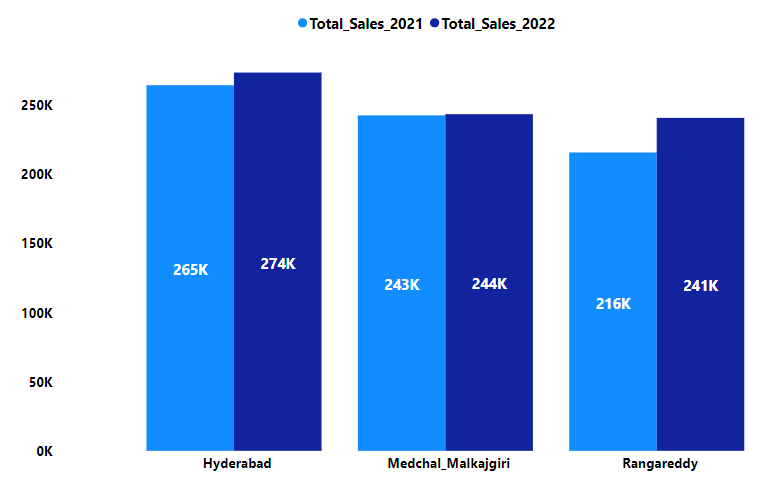 Total_Sales_2021 Total_Sales_2022
250K
200K
150K
100K
50K
0K
265K 274K
243K 244K
216K 241K
Hyderabad Medchal_Malkajgiri Rangareddy